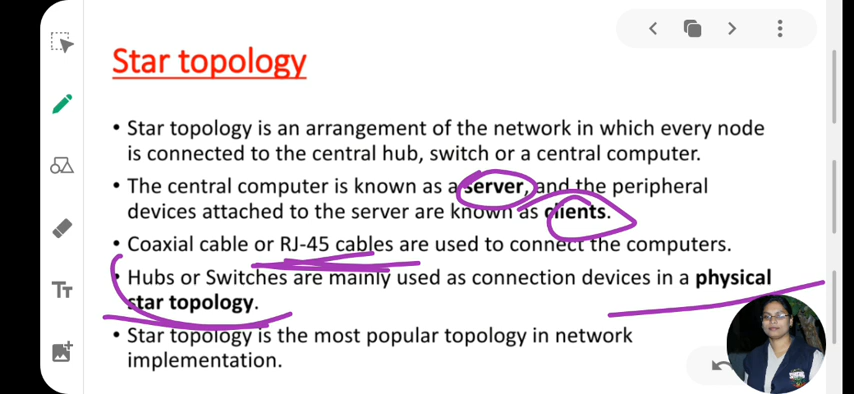 Star topology
• Star topology is an arrangement of the network in which every node
is connected to the central hub, switch or a central computer.
• The central computer is known as a server, and the peripheral
devices attached to the server are known as clients.
• Coaxial cable or RJ-45 cables are used to connect the computers.
• Hubs or Switches are mainly used as connection devices in a physical
star topology.
• Star topology is the most popular topology in network
implementation.
Tт